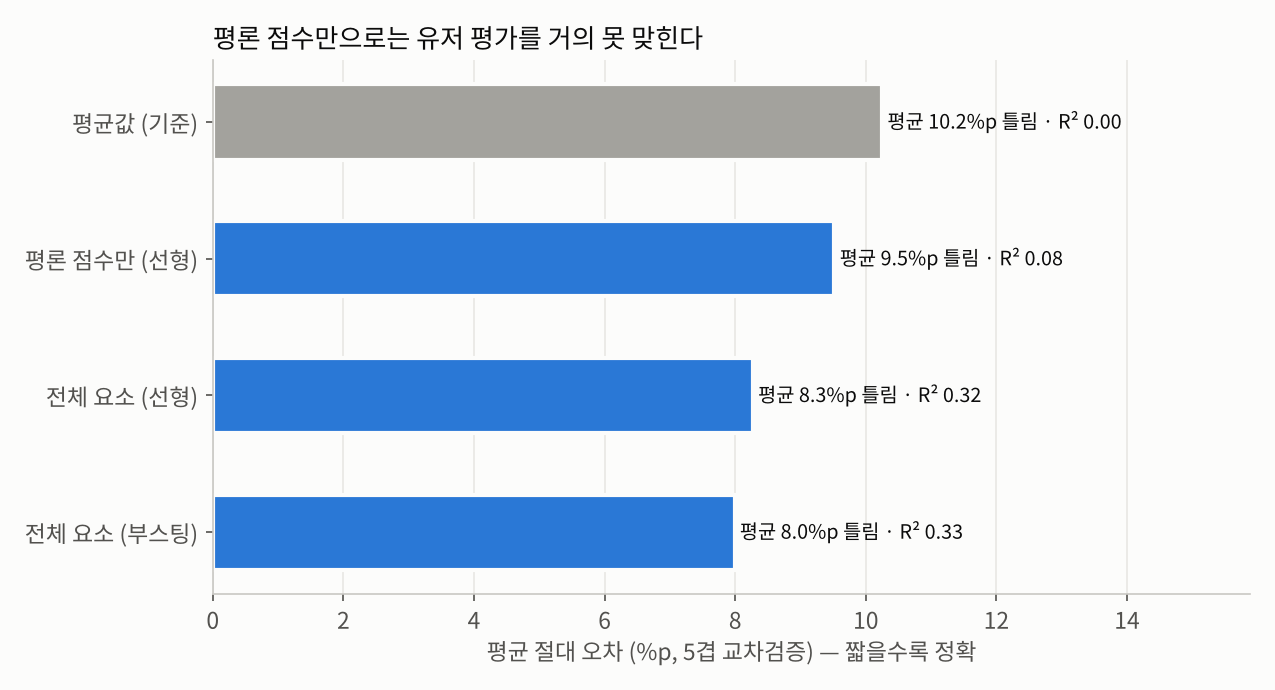 평론 점수만으로는 유저 평가를 거의 못 맞힌다
평균값 (기준)
평균 10.2%p 틀림 · R² 0.00
평론 점수만 (선형)
평균 9.5%p 틀림 · R² 0.08
전체 요소 (선형)
평균 8.3%p 틀림 · R² 0.32
전체 요소 (부스팅)
평균 8.0%p 틀림 · R² 0.33
0 2 4 6 8 10 12 14
평균 절대 오차 (%p, 5겹 교차검증) — 짧을수록 정확